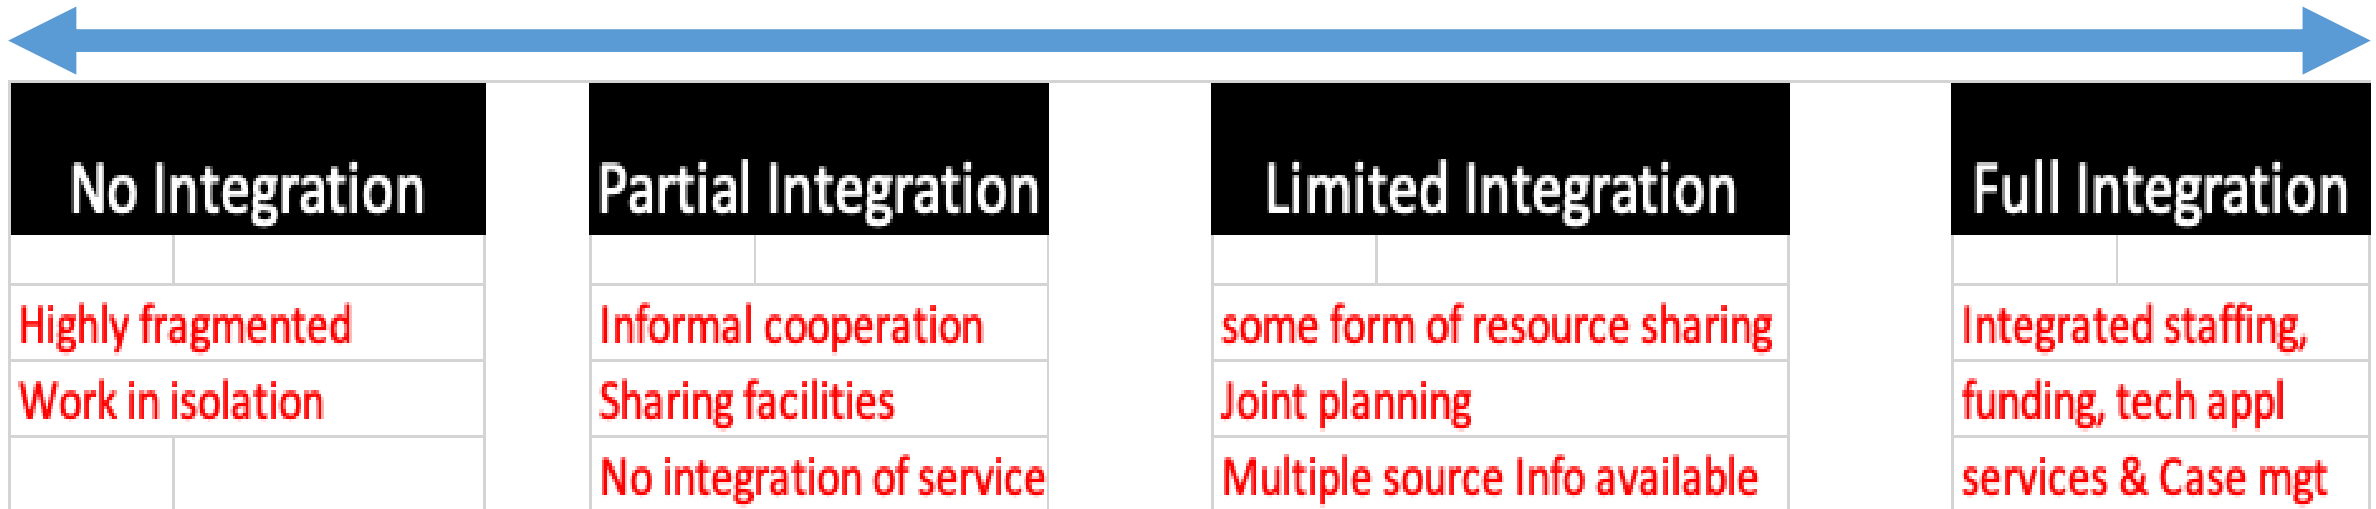 No Integration
Highly fragmented
Work in isolation
Partial Integration
Informal cooperation
Sharing facilities
No integration of service
Limited Integration
some form of resource sharing
Joint planning
Multiple source Info available
Full Integration
Integrated staffing,
funding, tech appl
services & Case mgt